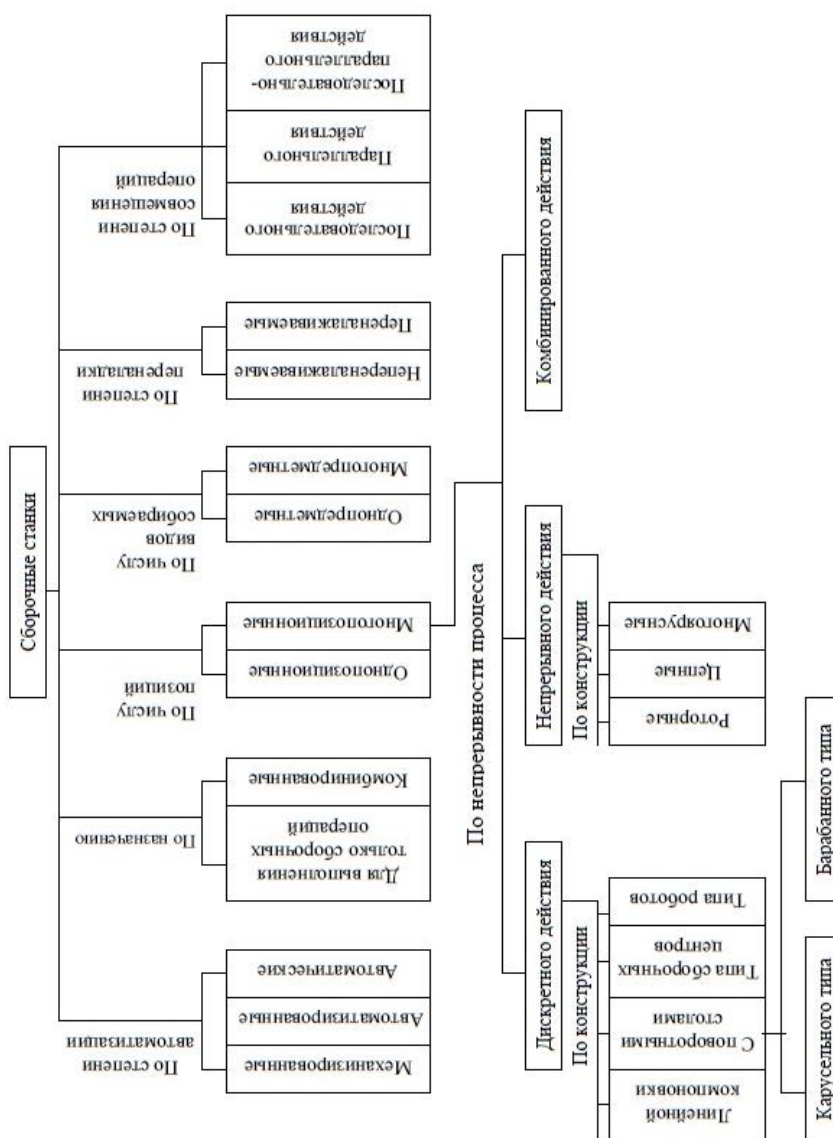 Сборочные станки
По степени
автоматизации
Механизированные
Автоматизированные
Автоматические
По назначению
Для выполнения
только сборочных
операций
Комбинированные
По числу
позиций
Однопозиционные
Многопозиционные
По числу
видов
собираемых
Однопредметные
Многопредметные
По степени
переналадки
Непереналаживаемые
Переналаживаемые
По степени
совмещения
операций
Последовательного
действия
Параллельного
действия
Последовательно-
параллельного
действия
По непрерывности процесса
Дискретного действия
По конструкции
Линейной
компоновки
С поворотными
столами
Типа сборочных
центров
Типа роботов
Карусельного типа
Барабанного типа
Непрерывного действия
По конструкции
Роторные
Цепные
Многоярусные
Комбинированного действия